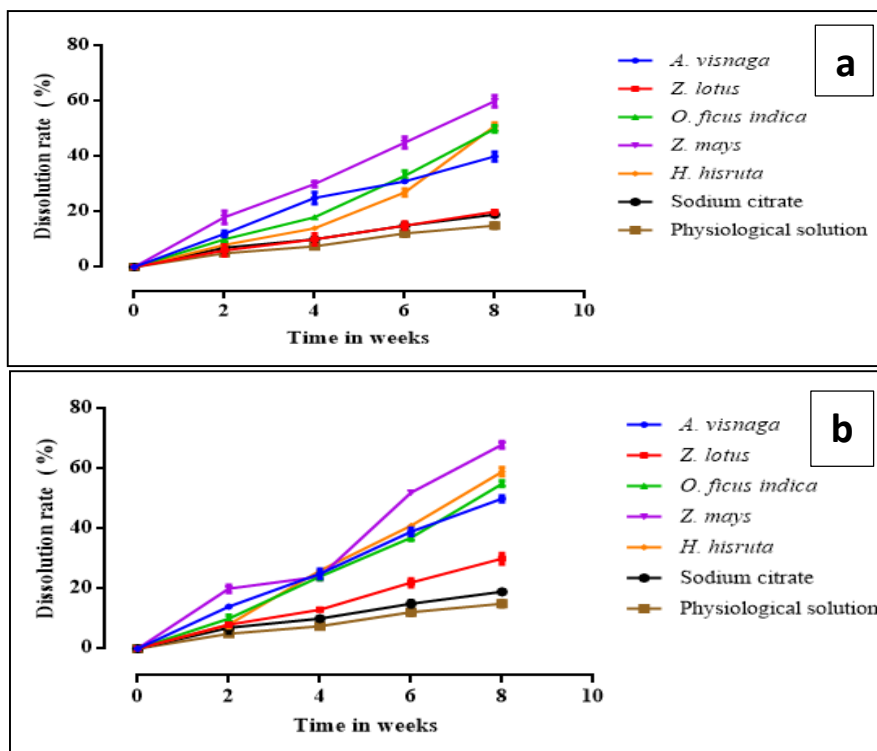 a
80
60
40
20
0
Dissolution rate ( %)
0 2 4 6 8 10
Time in weeks
A. visnaga
Z. lotus
O. ficus indica
Z. mays
H. hisruta
Sodium citrate
Physiological solution
b
80
60
40
20
0
Dissolution rate ( %)
0 2 4 6 8 10
Time in weeks
A. visnaga
Z. lotus
O. ficus indica
Z. mays
H. hisruta
Sodium citrate
Physiological solution